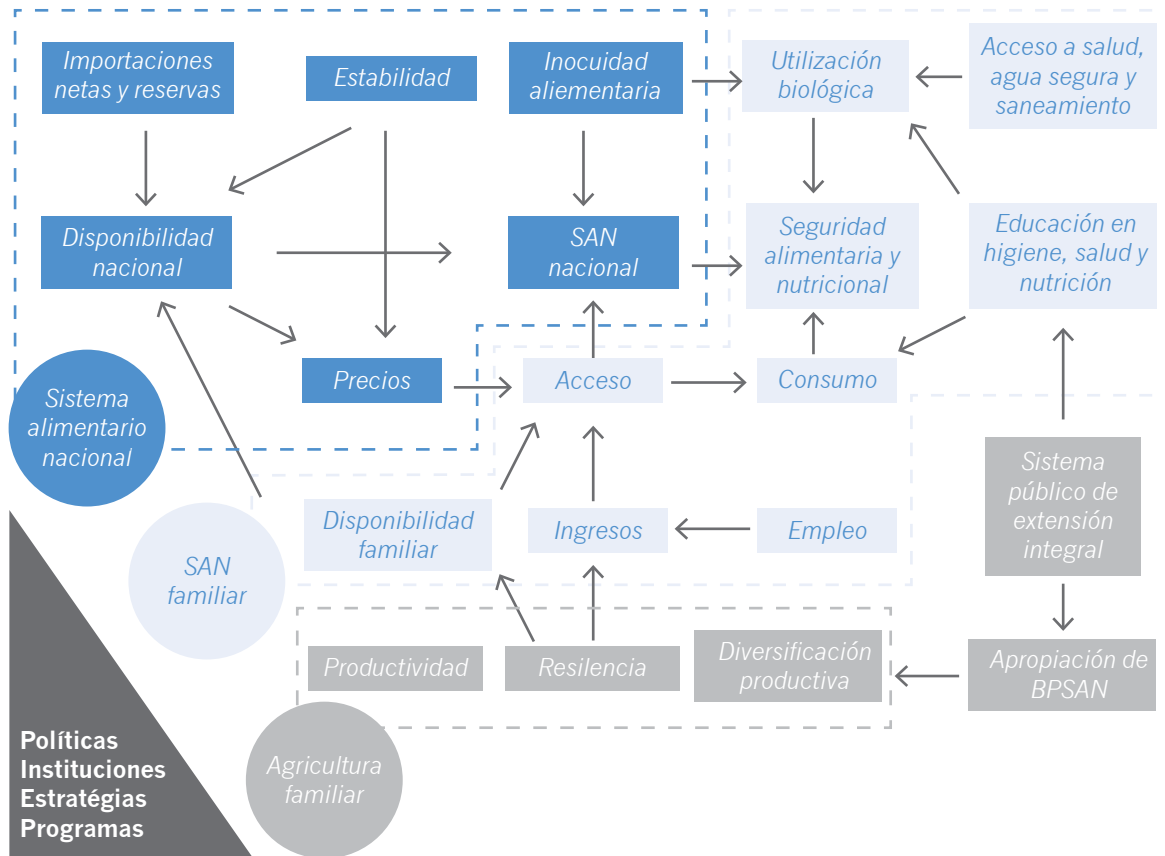 Importaciones
netas y reservas
Estabilidad
Inocuidad
aliementaria
Utilización
biológica
Acceso a salud,
agua segura y
saneamiento
Disponibilidad
nacional
SAN
nacional
Seguridad
alimentaria y
nutricional
Educación en
higiene, salud y
nutrición
Precios
Acceso
Consumo
Sistema
alimentario
nacional
Disponibilidad
familiar
Ingresos
Empleo
Sistema
público de
extensión
integral
SAN
familiar
Productividad
Resilencia
Diversificación
productiva
Apropiación de
BPSAN
Agricultura
familiar
Políticas
Instituciones
Estratégias
Programas